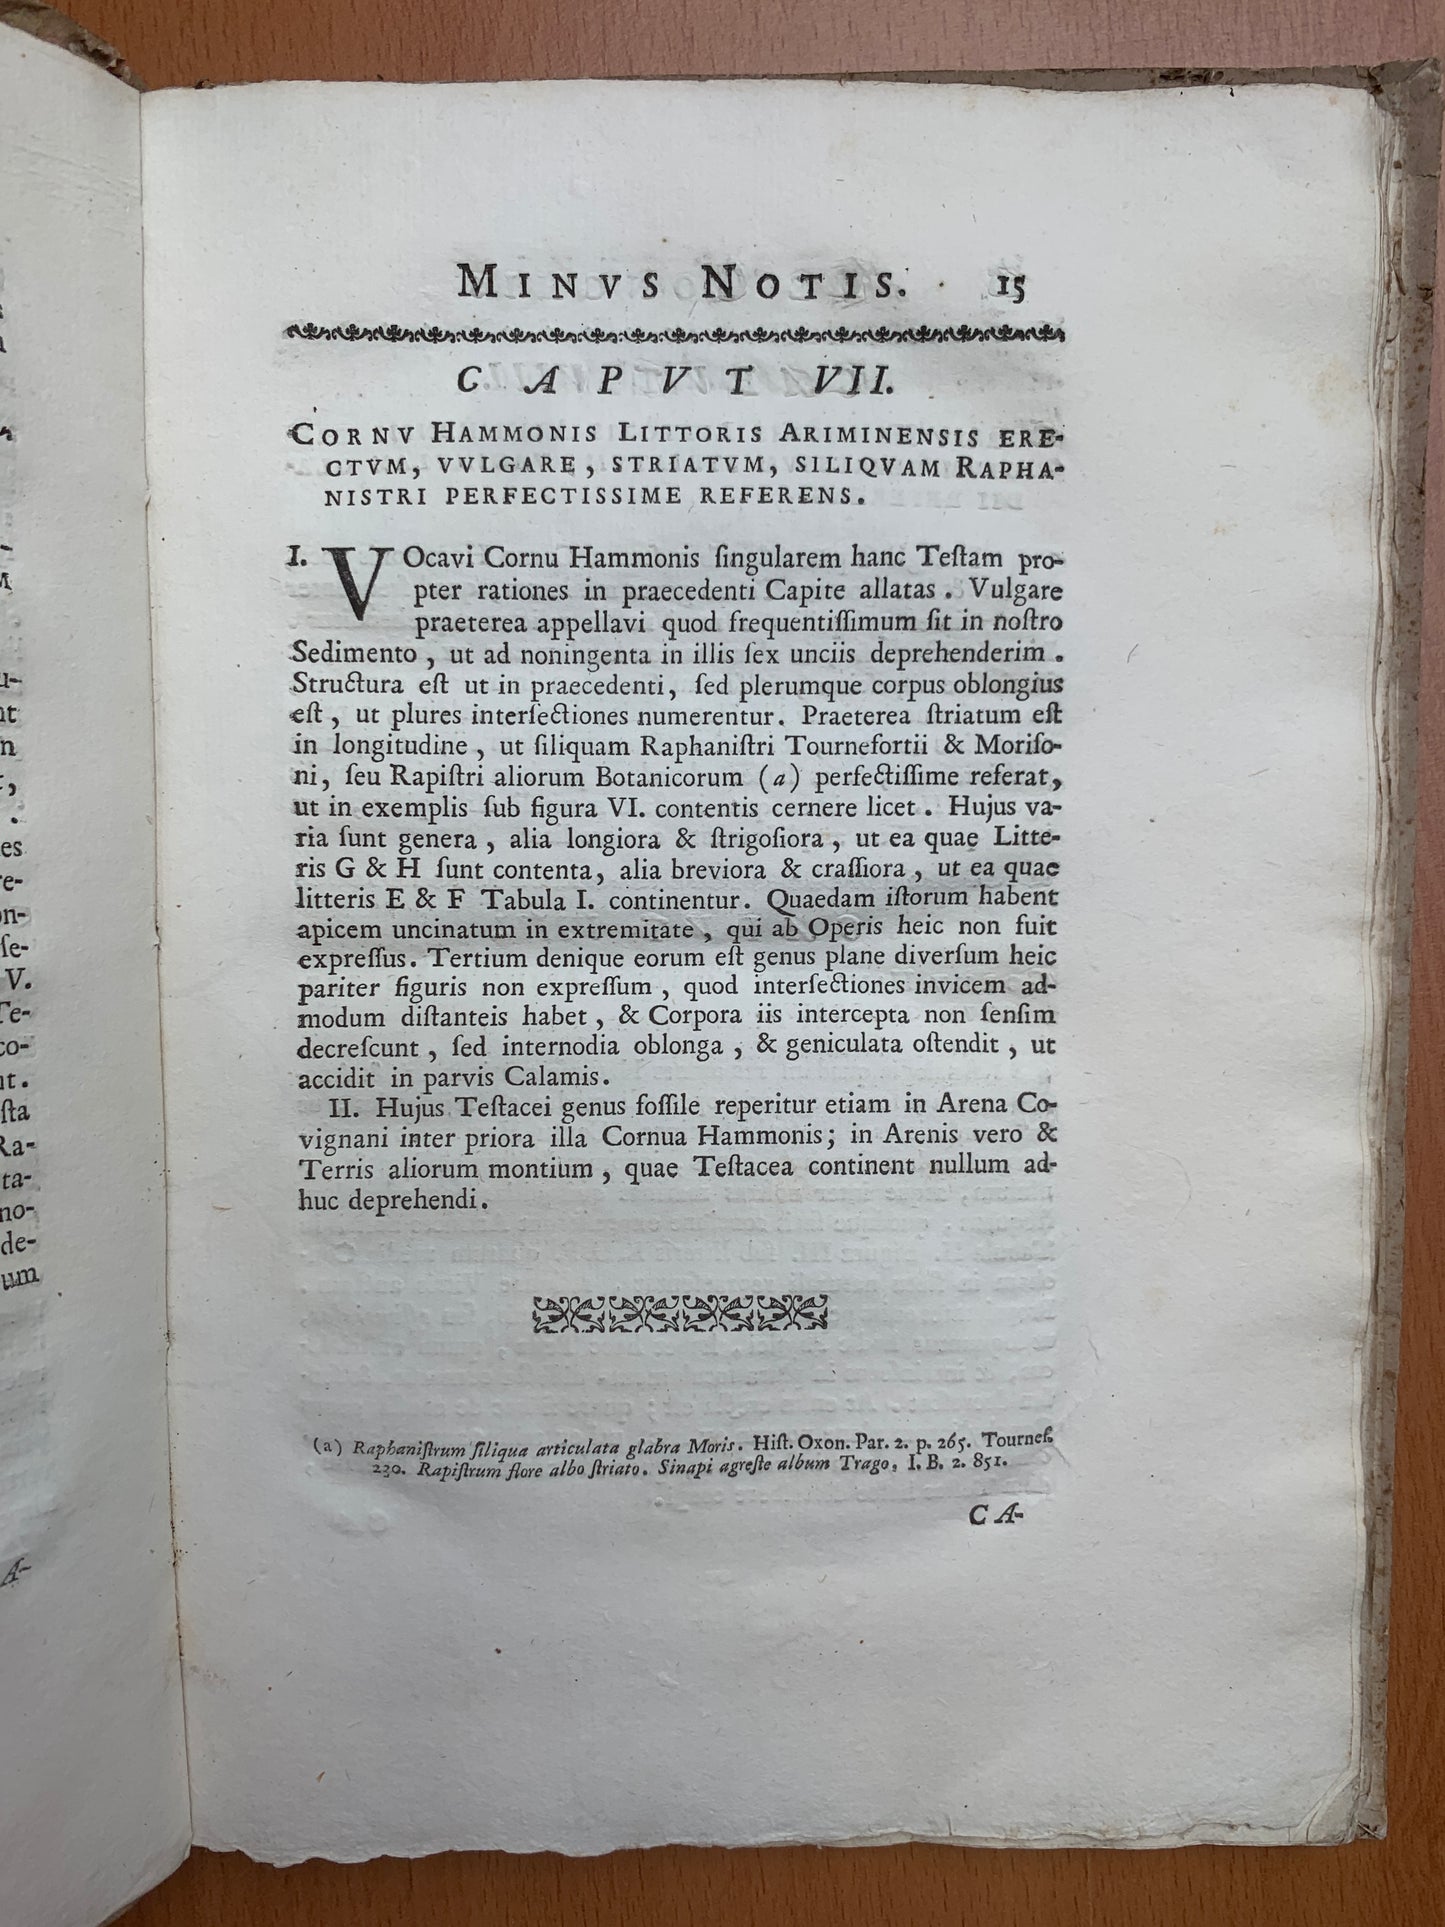 MINVS NOTIS. 15
CAPVT VII.
CORNV HAMMONIS LITTORIS ARIMINENSIS ERE-
CTVM, VVLGARE, STRIATVM, SILIQVAM RAPHA-
NISTRI PERFECTISSIME REFERENS.
I. VOcavi Cornu Hammonis ſingularem hanc Teſtam pro-
pter rationes in praecedenti Capite allatas. Vulgare
praeterea appellavi quod frequentiſſimum ſit in noſtro
Sedimento, ut ad noningenta in illis ſex unciis deprehenderim.
Structura eſt ut in praecedenti, ſed plerumque corpus oblongius
eſt, ut plures interſectiones numerentur. Praeterea ſtriatum eſt
in longitudine, ut ſiliquam Raphaniſtri Tournefortii & Moriſo-
ni, ſeu Rapiſtri aliorum Botanicorum (a) perfectiſſime referat,
ut in exemplis ſub figura VI. contentis cernere licet. Hujus va-
ria ſunt genera, alia longiora & ſtrigoſiora, ut ea quae Litte-
ris G & H ſunt contenta, alia breviora & craſſiora, ut ea quae
litteris E & F Tabula I. continentur. Quaedam iſtorum habent
apicem uncinatum in extremitate, qui ab Operis heic non fuit
expreſſus. Tertium denique eorum eſt genus plane diverſum heic
pariter figuris non expreſſum, quod interſectiones invicem ad-
modum diſtanteis habet, & Corpora iis intercepta non ſenſim
decreſcunt, ſed internodia oblonga, & geniculata oſtendit, ut
accidit in parvis Calamis.
II. Hujus Teſtacei genus foſſile reperitur etiam in Arena Co-
vignani inter priora illa Cornua Hammonis; in Arenis vero &
Terris aliorum montium, quae Teſtacea continent nullum ad-
huc deprehendi.
(a) Raphaniſtrum ſiliqua articulata glabra Moris. Hiſt. Oxon. Par. 2. p. 265. Tournef.
230. Rapiſtrum flore albo ſtriato. Sinapi agreſte album Trago, I. B. 2. 851.
CA-